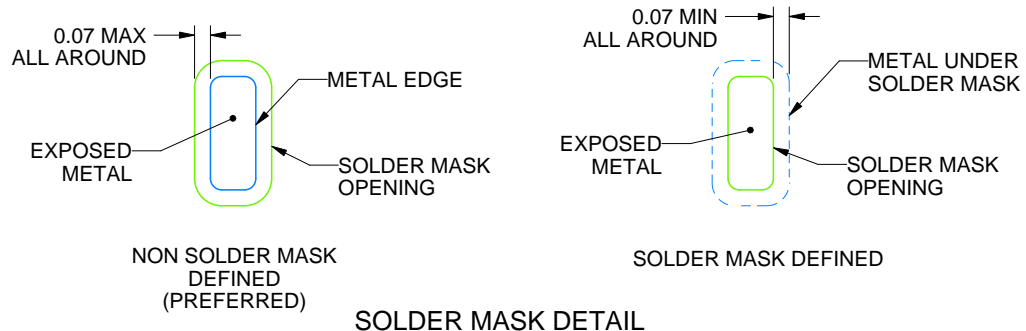 0.07 MAX
ALL AROUND
METAL EDGE
EXPOSED
METAL
SOLDER MASK
OPENING
NON SOLDER MASK
DEFINED
(PREFERRED)
0.07 MIN
ALL AROUND
METAL UNDER
SOLDER MASK
EXPOSED
METAL
SOLDER MASK
OPENING
SOLDER MASK DEFINED
SOLDER MASK DETAIL